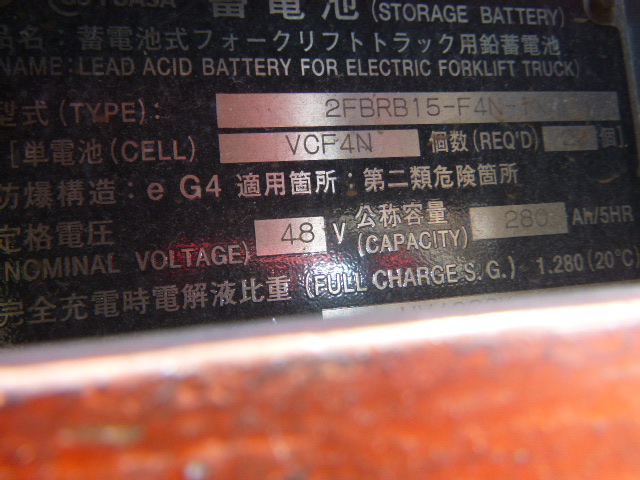 YUASA 蓄電池 (STORAGE BATTERY)
品名: 蓄電池式フォークリフトトラック用鉛蓄電池
NAME: LEAD ACID BATTERY FOR ELECTRIC FORKLIFT TRUCK)
型式 (TYPE): 2FBRB15-F4N-
[単電池 (CELL) VCF4N 個数 (REQ'D) 個].
防爆構造: e G4 適用箇所: 第二類危険箇所
定格電圧 48 V 公称容量 280 Ah/5HR
(NOMINAL VOLTAGE) (CAPACITY)
完全充電時電解液比重 (FULL CHARGE S.G.) 1.280 (20°C)